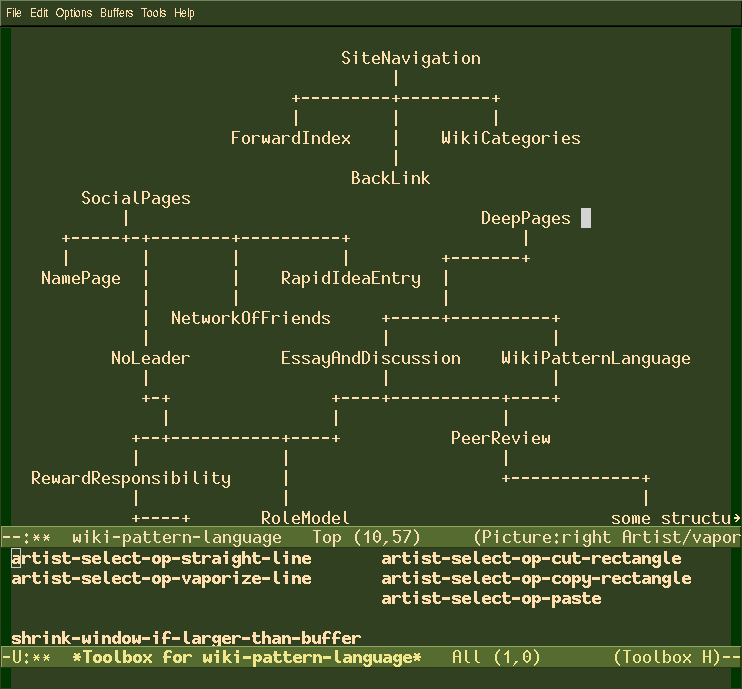 File Edit Options Buffers Tools Help
SiteNavigation
ForwardIndex WikiCategories
BackLink
SocialPages
DeepPages
NamePage RapidIdeaEntry
NetworkOfFriends
NoLeader EssayAndDiscussion WikiPatternLanguage
PeerReview
RewardResponsibility
RoleModel some structu
--:** wiki-pattern-language Top (10,57) (Picture:right Artist/vapor
artist-select-op-straight-line artist-select-op-cut-rectangle
artist-select-op-vaporize-line artist-select-op-copy-rectangle
artist-select-op-paste
shrink-window-if-larger-than-buffer
-U:** *Toolbox for wiki-pattern-language* All (1,0) (Toolbox H)--